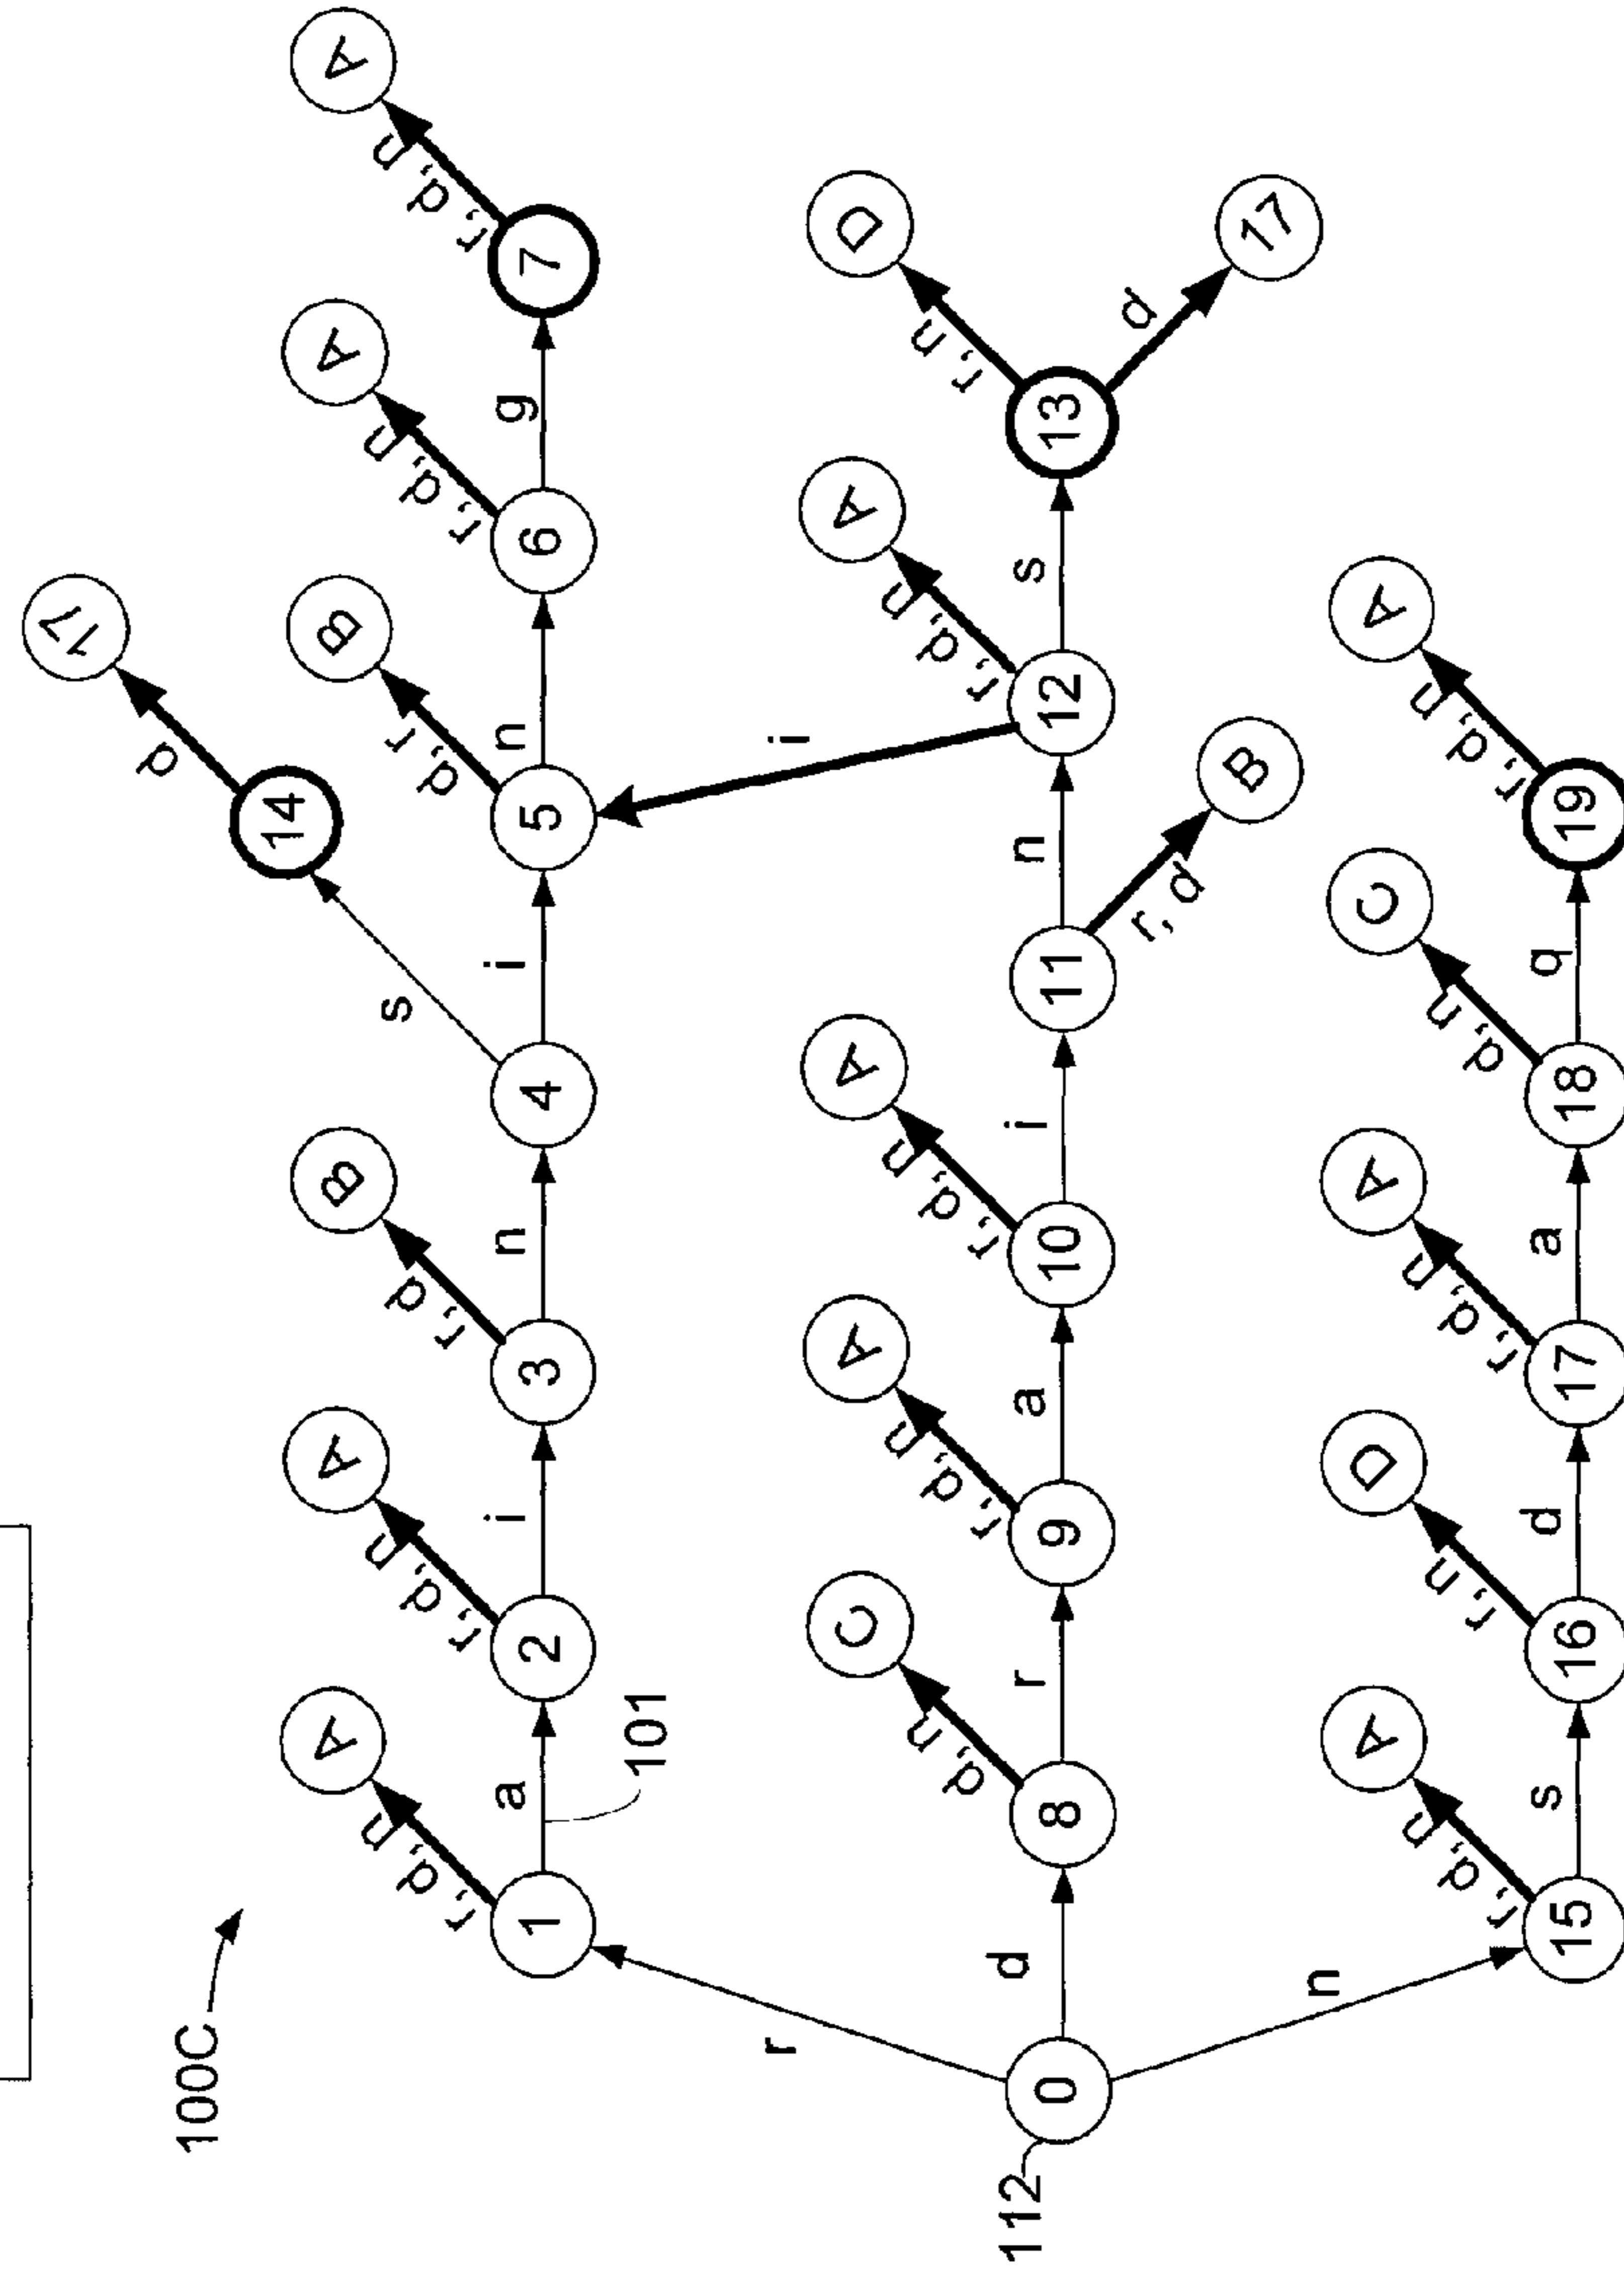 17
d
100C
14
A A B B A A
s
r,d,n r,d,n r,d d,r r,d,n r,d,n
a i n i n g
1 2 3 4 5 6 7
101
r i
C A A A D
d,n r,d,n r,d,n r,d,n r,n
112 d r a i n s
0 8 9 10 11 12 13
r,d d
B 17
n
A D A C A
r,d,n r,n r,d,n d,n r,d,n
s d a q
15 16 17 18 19